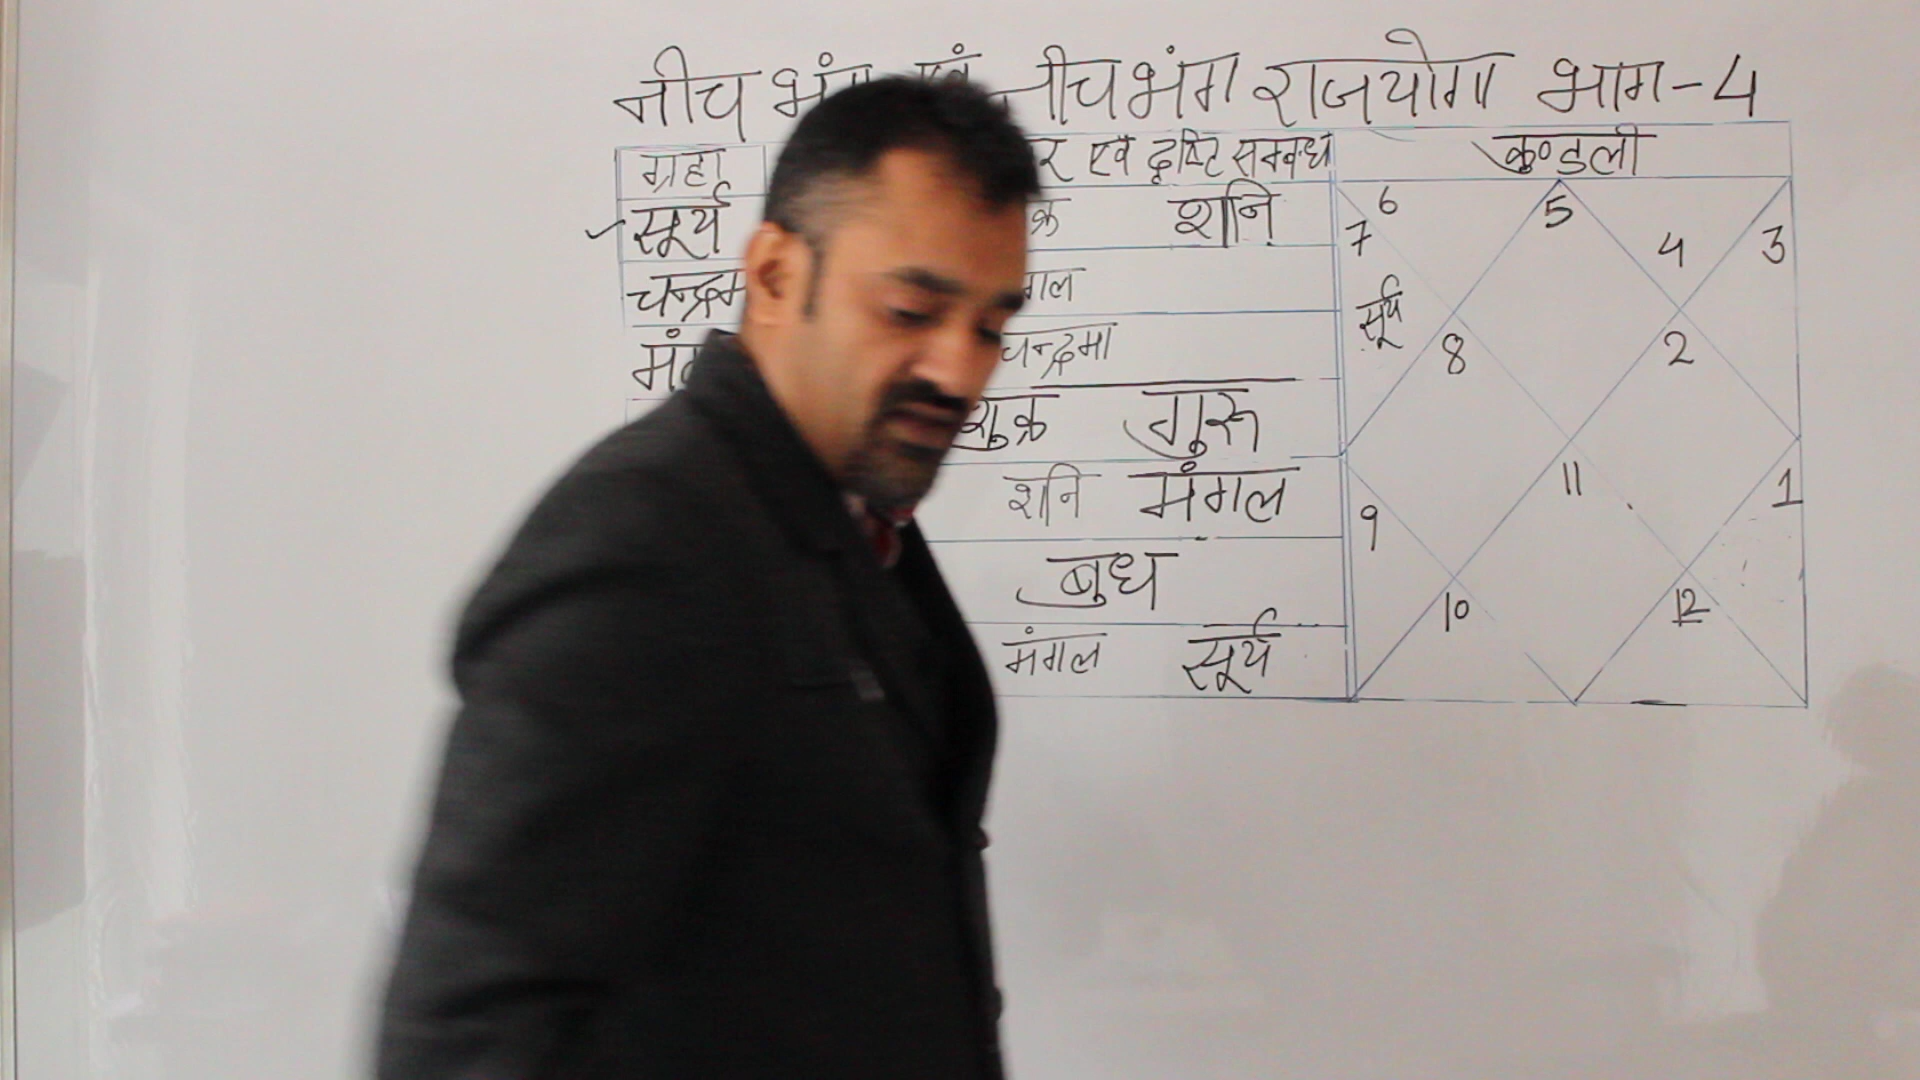 नीच भंग एवं नीच भंग राजयोग भाग-4
ग्रह एवं दृष्टि सम्बन्ध कुण्डली
सूर्य शनि
चन्द्रमा
चन्द्रमा
शुक्र गुरू
शनि मंगल
बुध
मंगल सूर्य
6 5 4 3
7
सूर्य
8 2
9 11 1
10 12